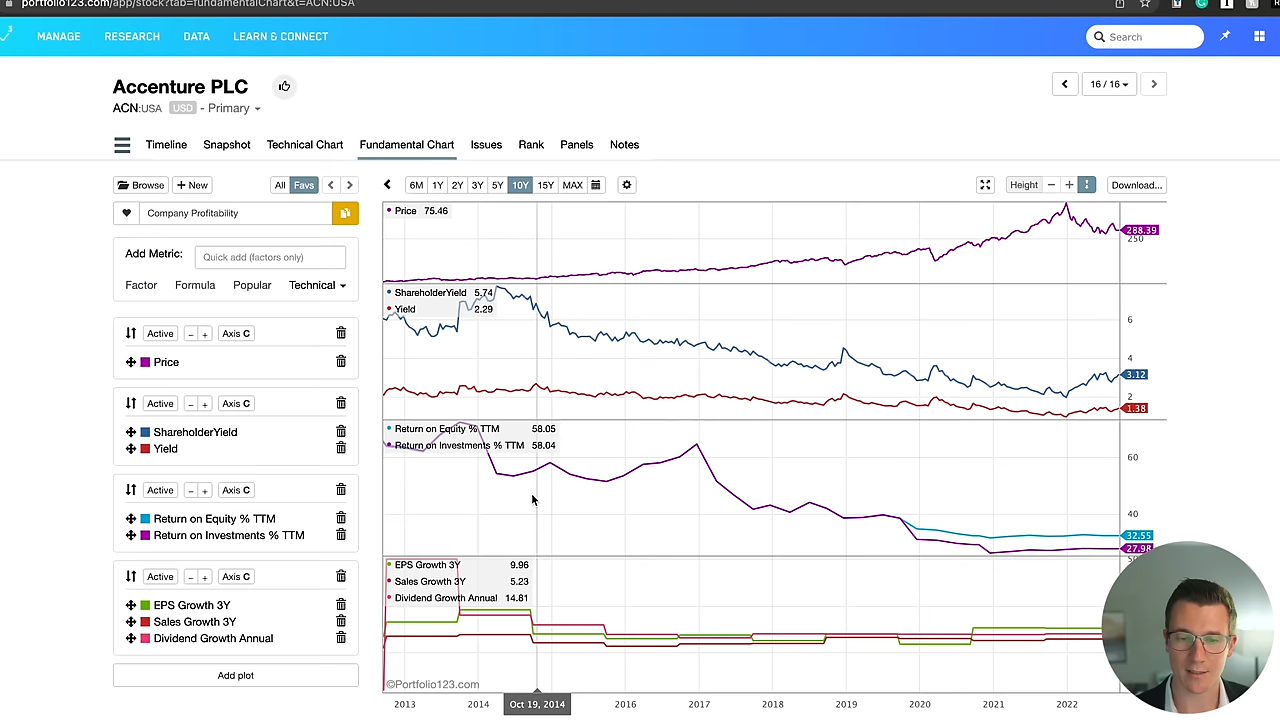 portfolio123.com/app/stock?tab=fundamentalChart&t=ACN:USA
MANAGE RESEARCH DATA LEARN & CONNECT Search
Accenture PLC
ACN:USA USD - Primary
16 / 16
Timeline Snapshot Technical Chart Fundamental Chart Issues Rank Panels Notes
Browse + New All Favs
6M 1Y 2Y 3Y 5Y 10Y 15Y MAX
Height − + Download...
Company Profitability
Add Metric: Quick add (factors only)
Factor Formula Popular Technical
Active − + Axis C
Price
Active − + Axis C
ShareholderYield
Yield
Active − + Axis C
Return on Equity % TTM
Return on Investments % TTM
Active − + Axis C
EPS Growth 3Y
Sales Growth 3Y
Dividend Growth Annual
Add plot
Price 75.46
288.39
250
ShareholderYield 5.74
Yield 2.29
6
4
3.12
2
1.38
Return on Equity % TTM 58.05
Return on Investments % TTM 58.04
60
40
32.55
27.98
EPS Growth 3Y 9.96
Sales Growth 3Y 5.23
Dividend Growth Annual 14.81
©Portfolio123.com
2013 2014 Oct 19, 2014 2016 2017 2018 2019 2020 2021 2022